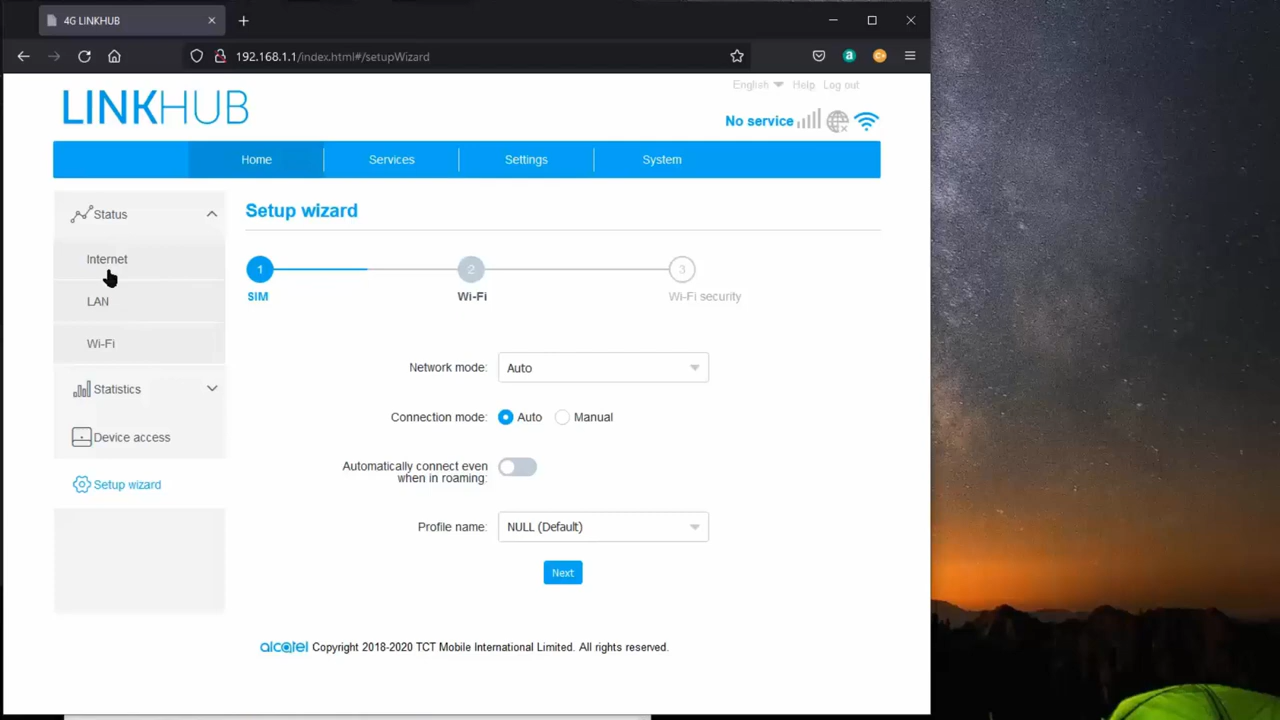 4G LINKHUB
192.168.1.1/index.html#/setupWizard
English Help Log out
LINKHUB
No service
Home Services Settings System
Status
Internet
LAN
Wi-Fi
Statistics
Device access
Setup wizard
Setup wizard
1 2 3
SIM Wi-Fi Wi-Fi security
Network mode: Auto
Connection mode: Auto Manual
Automatically connect even
when in roaming:
Profile name: NULL (Default)
Next
alcatel Copyright 2018-2020 TCT Mobile International Limited. All rights reserved.